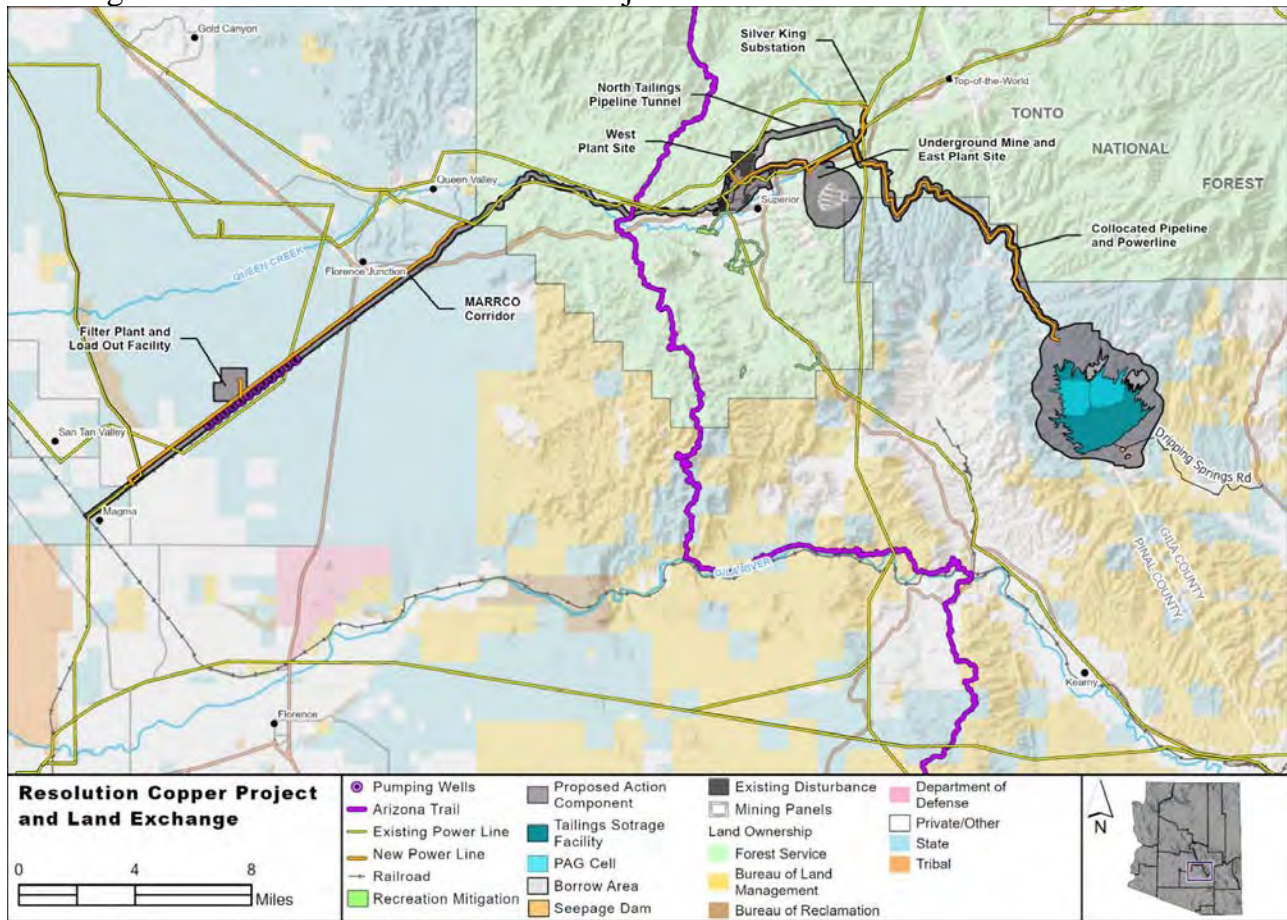 Gold Canyon
Silver King
Substation
North Tailings
Pipeline Tunnel
Top-of-the-World
TONTO
West
Plant Site
Underground Mine and
East Plant Site
NATIONAL
FOREST
Queen Valley
Superior
QUEEN CREEK
Florence Junction
Collocated Pipeline
and Powerline
MARRCO
Corridor
Filter Plant and
Load Out Facility
San Tan Valley
Dripping Springs Rd
Magma
GILA COUNTY
PINAL COUNTY
GILA RIVER
Kearny
Florence
Resolution Copper Project
and Land Exchange
0 4 8
Miles
Pumping Wells
Arizona Trail
Existing Power Line
New Power Line
Railroad
Recreation Mitigation
Proposed Action
Component
Tailings Sotrage
Facility
PAG Cell
Borrow Area
Seepage Dam
Existing Disturbance
Mining Panels
Land Ownership
Forest Service
Bureau of Land
Management
Bureau of Reclamation
Department of
Defense
Private/Other
State
Tribal
N